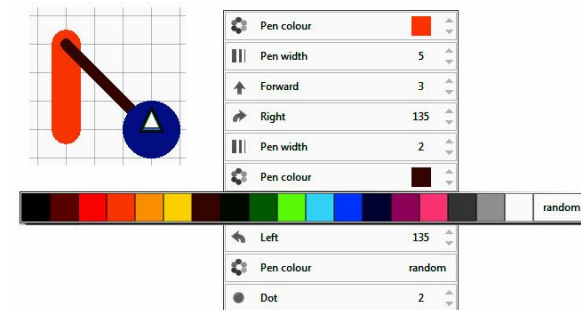 Pen colour
Pen width 5
Forward 3
Right 135
Pen width 2
Pen colour
random
Left 135
Pen colour random
Dot 2